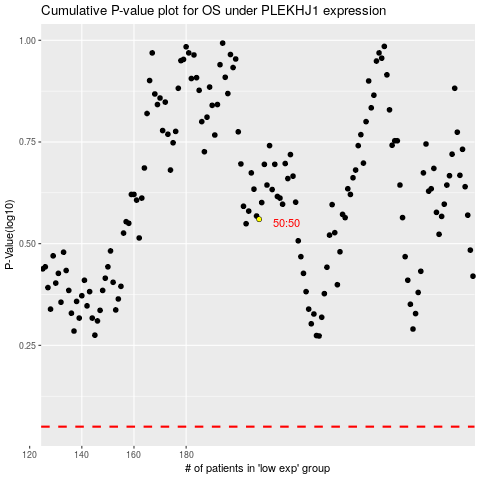 Cumulative P-value plot for OS under PLEKHJ1 expression
P-Value(log10)
1.00
0.75
0.50
0.25
50:50
120 140 160 180
# of patients in 'low exp' group